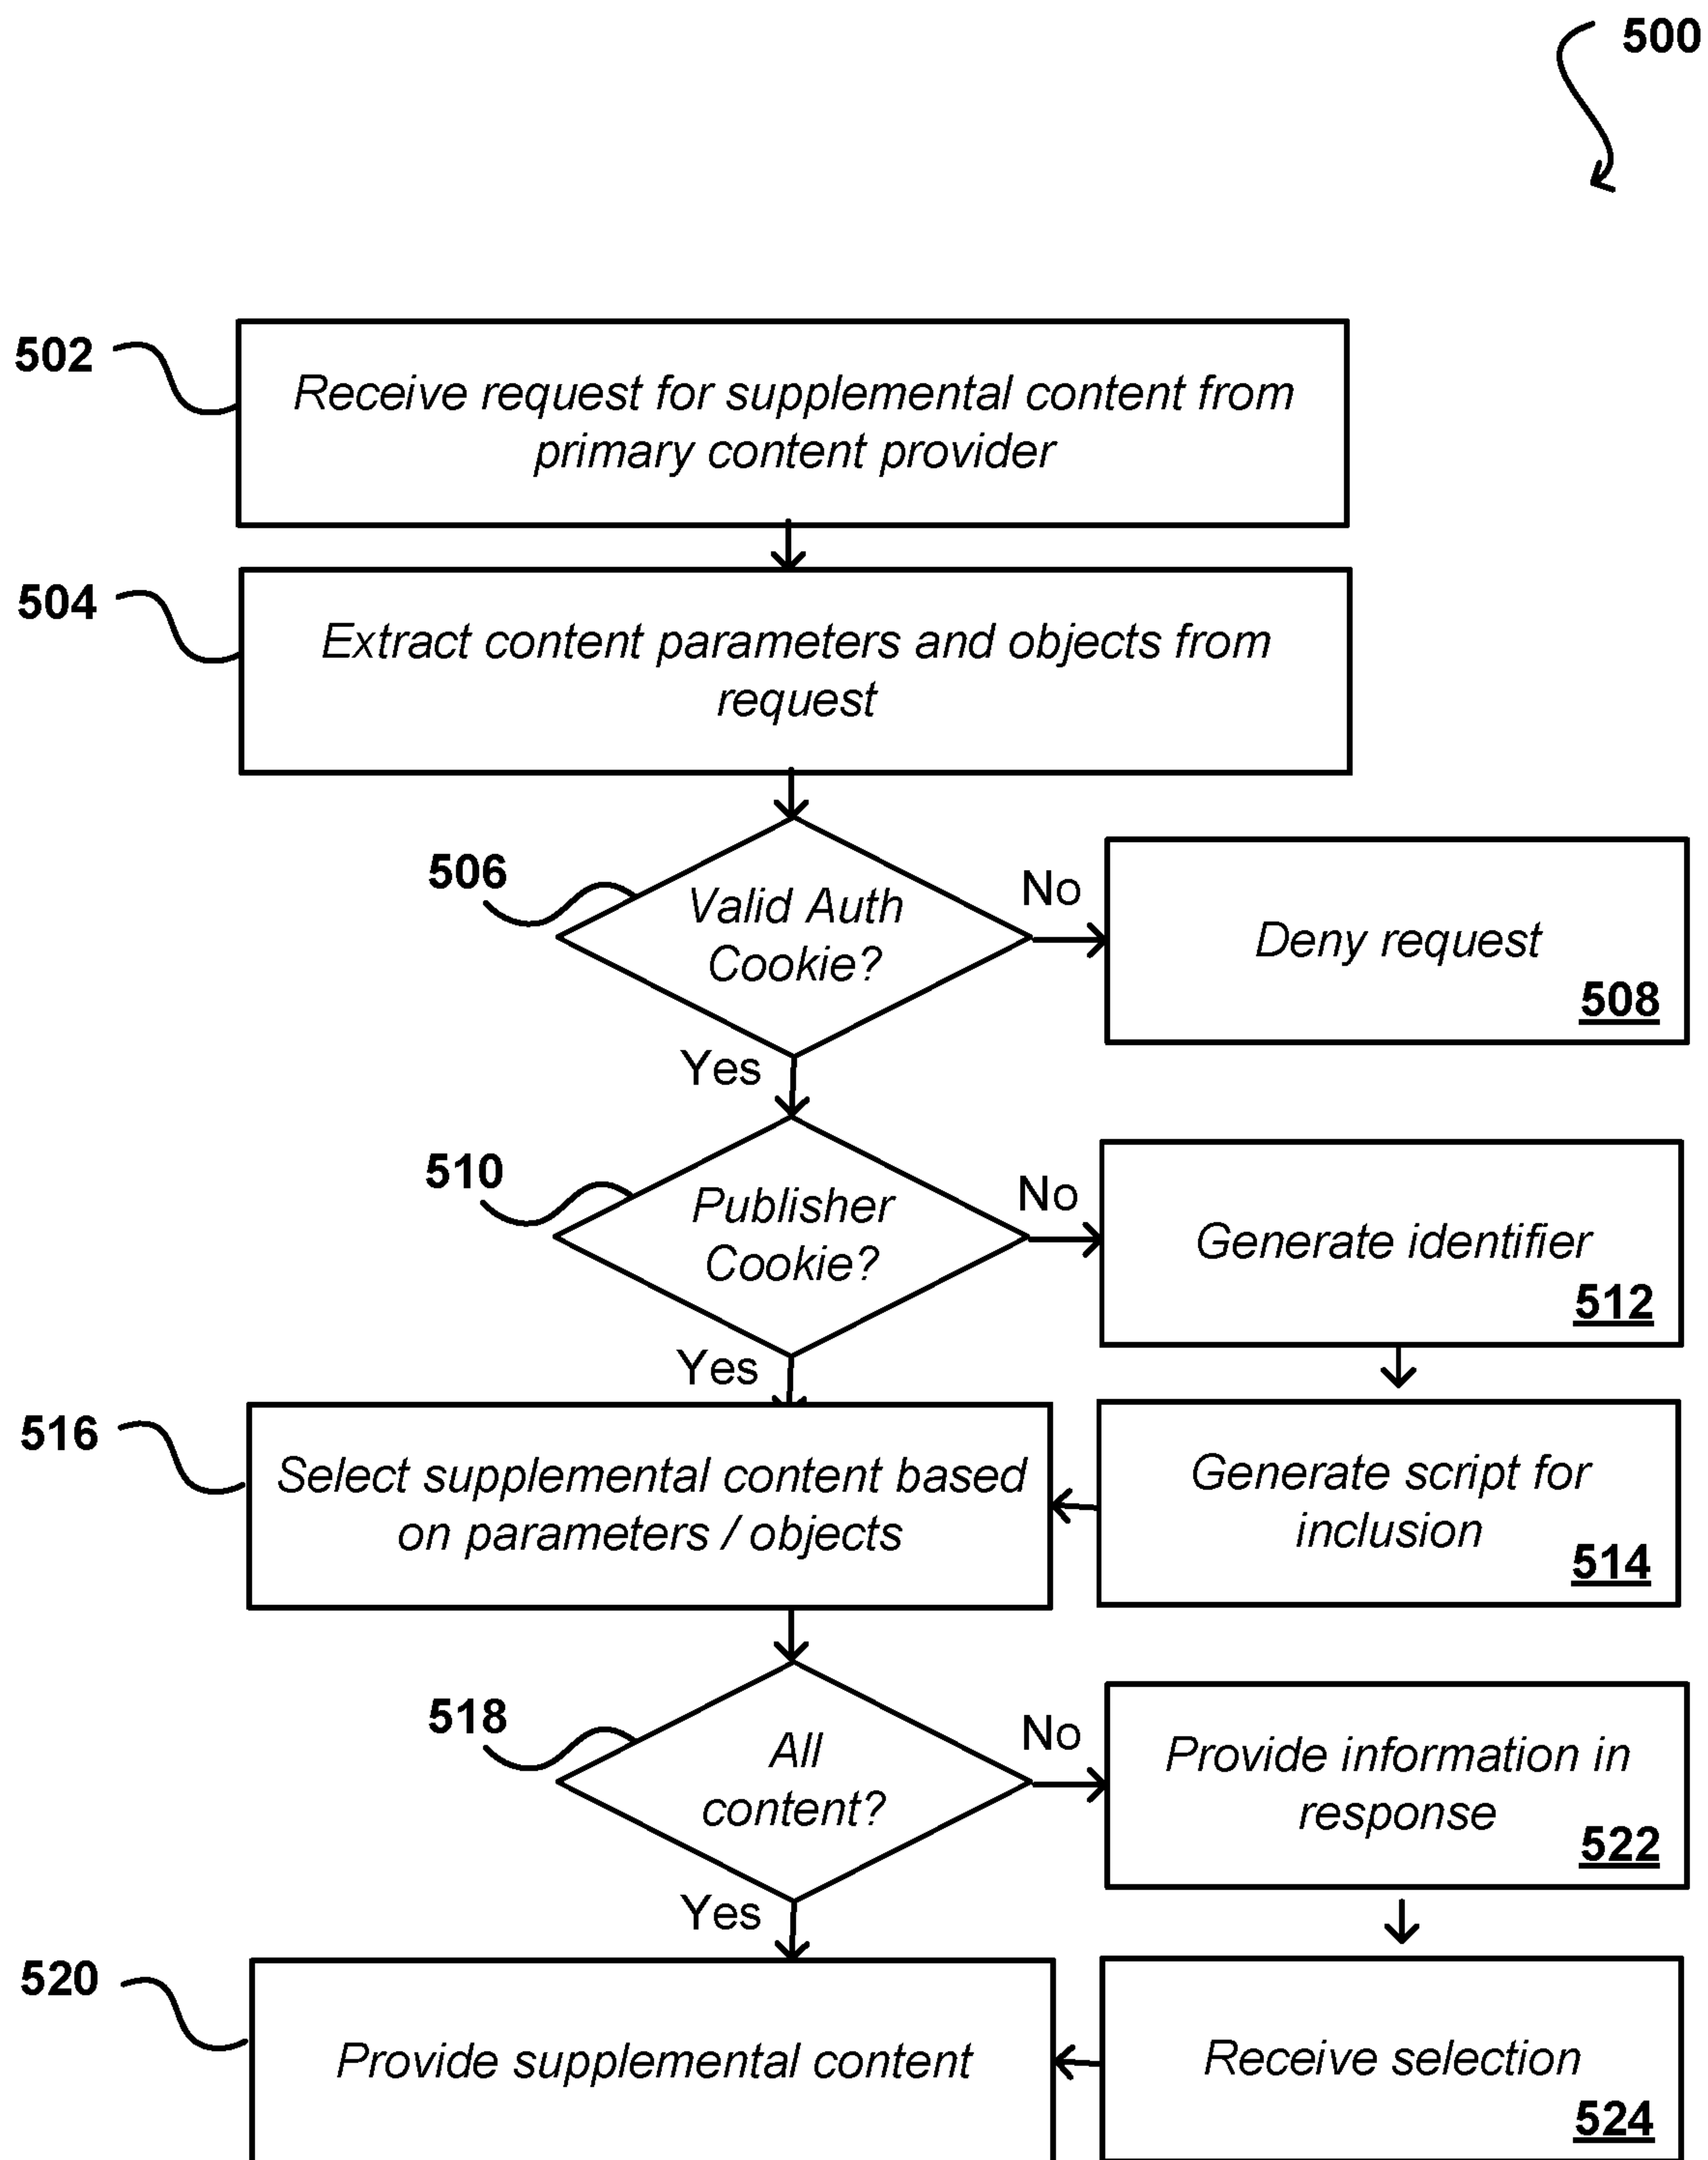 500
502
Receive request for supplemental content from
primary content provider
504
Extract content parameters and objects from
request
506
Valid Auth
Cookie?
No
Deny request
508
Yes
510
Publisher
Cookie?
No
Generate identifier
512
Yes
516
Select supplemental content based
on parameters / objects
Generate script for
inclusion
514
518
All
content?
No
Provide information in
response
522
Yes
520
Provide supplemental content
Receive selection
524